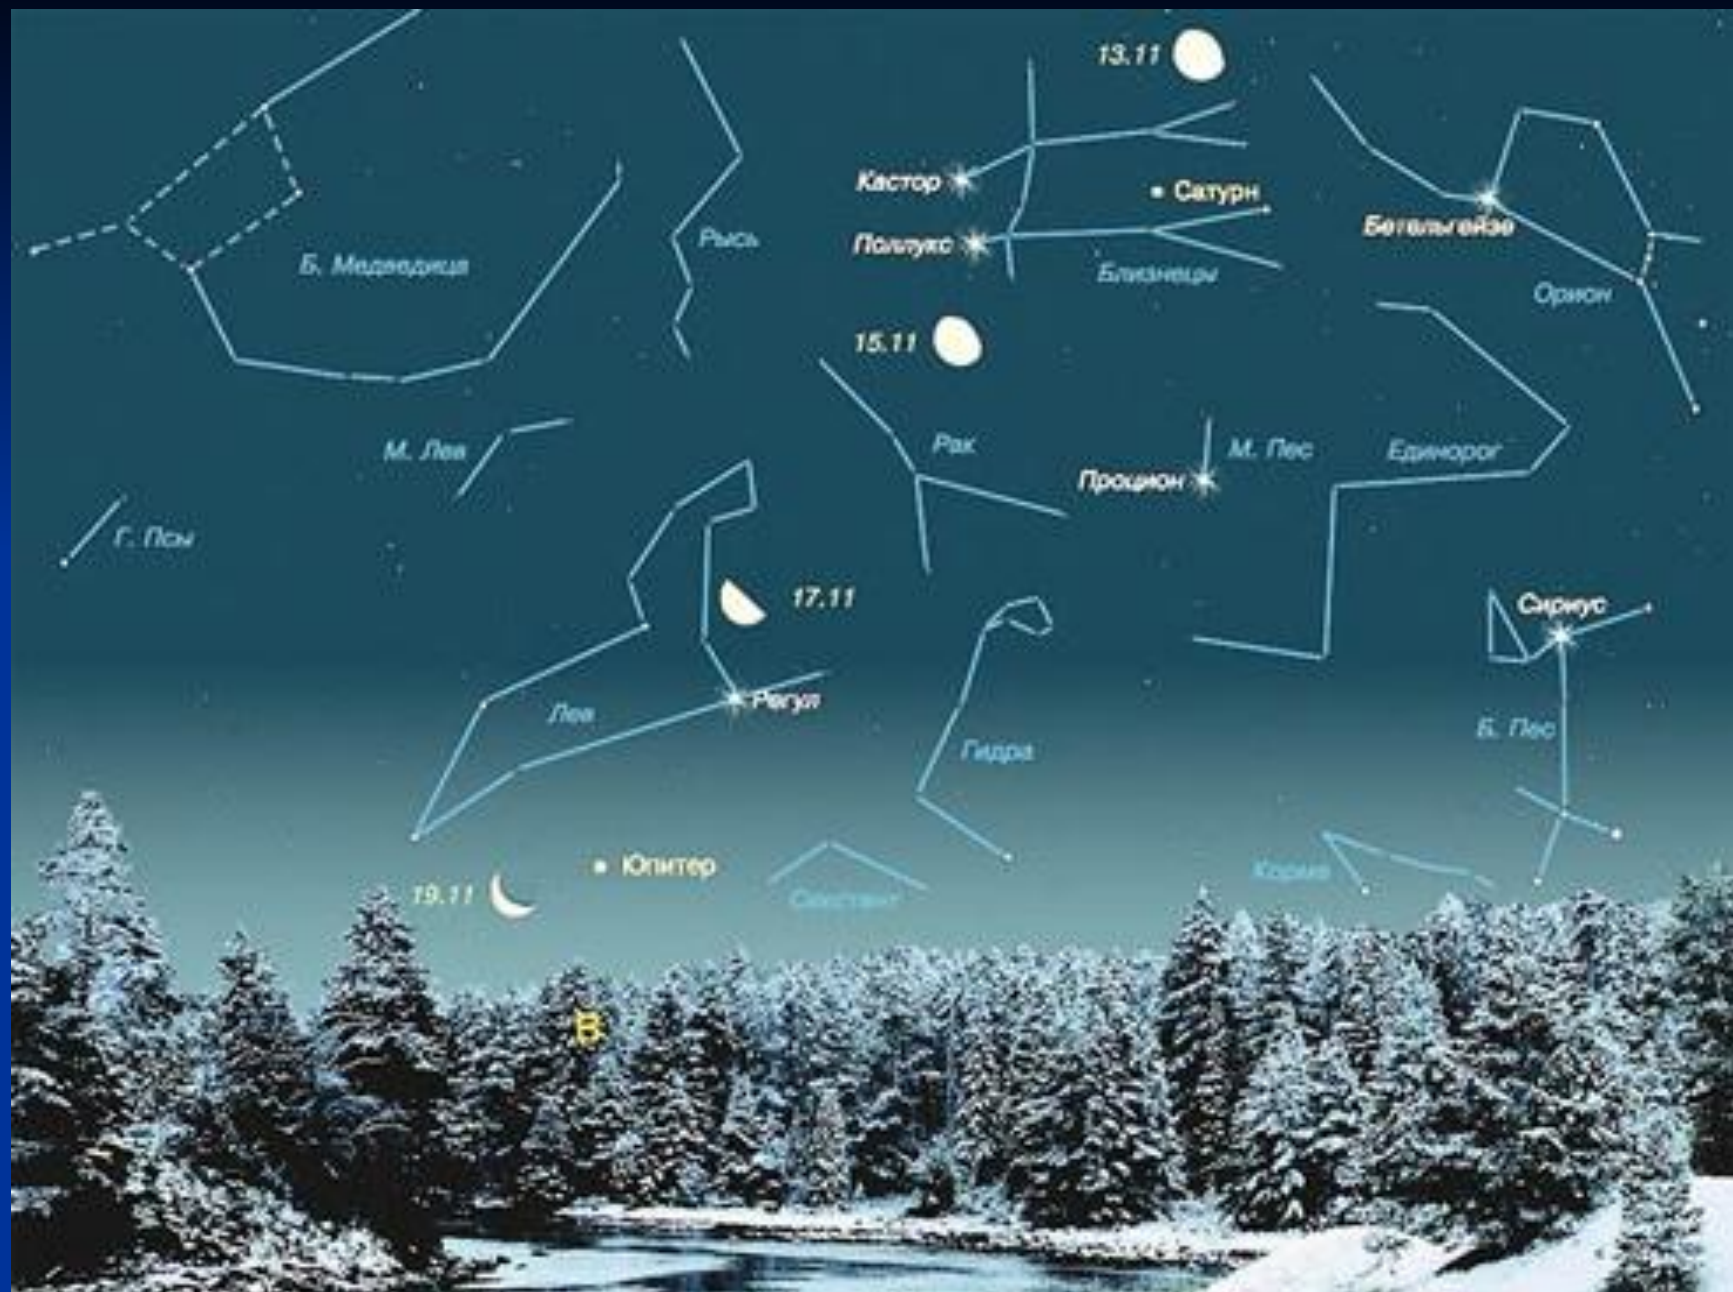 13.11
Кастор
Сатурн
Поллукс
Бетельгейзе
Рысь
Б. Медведица
Близнецы
Орион
15.11
М. Лев
Рак
М. Пес
Единорог
Процион
Г. Псы
17.11
Сириус
Регул
Лев
Б. Пес
Гидра
Юпитер
Корма
19.11
Секстант
В